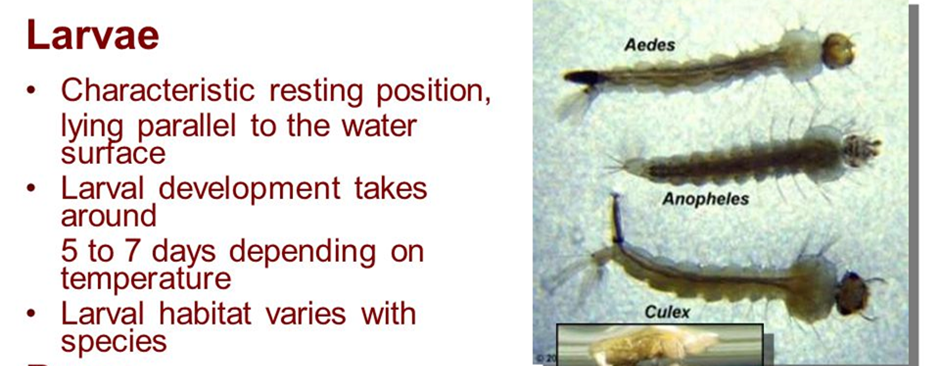 Larvae
• Characteristic resting position,
lying parallel to the water
surface
• Larval development takes
around
5 to 7 days depending on
temperature
• Larval habitat varies with
species
Aedes
Anopheles
Culex
© 20